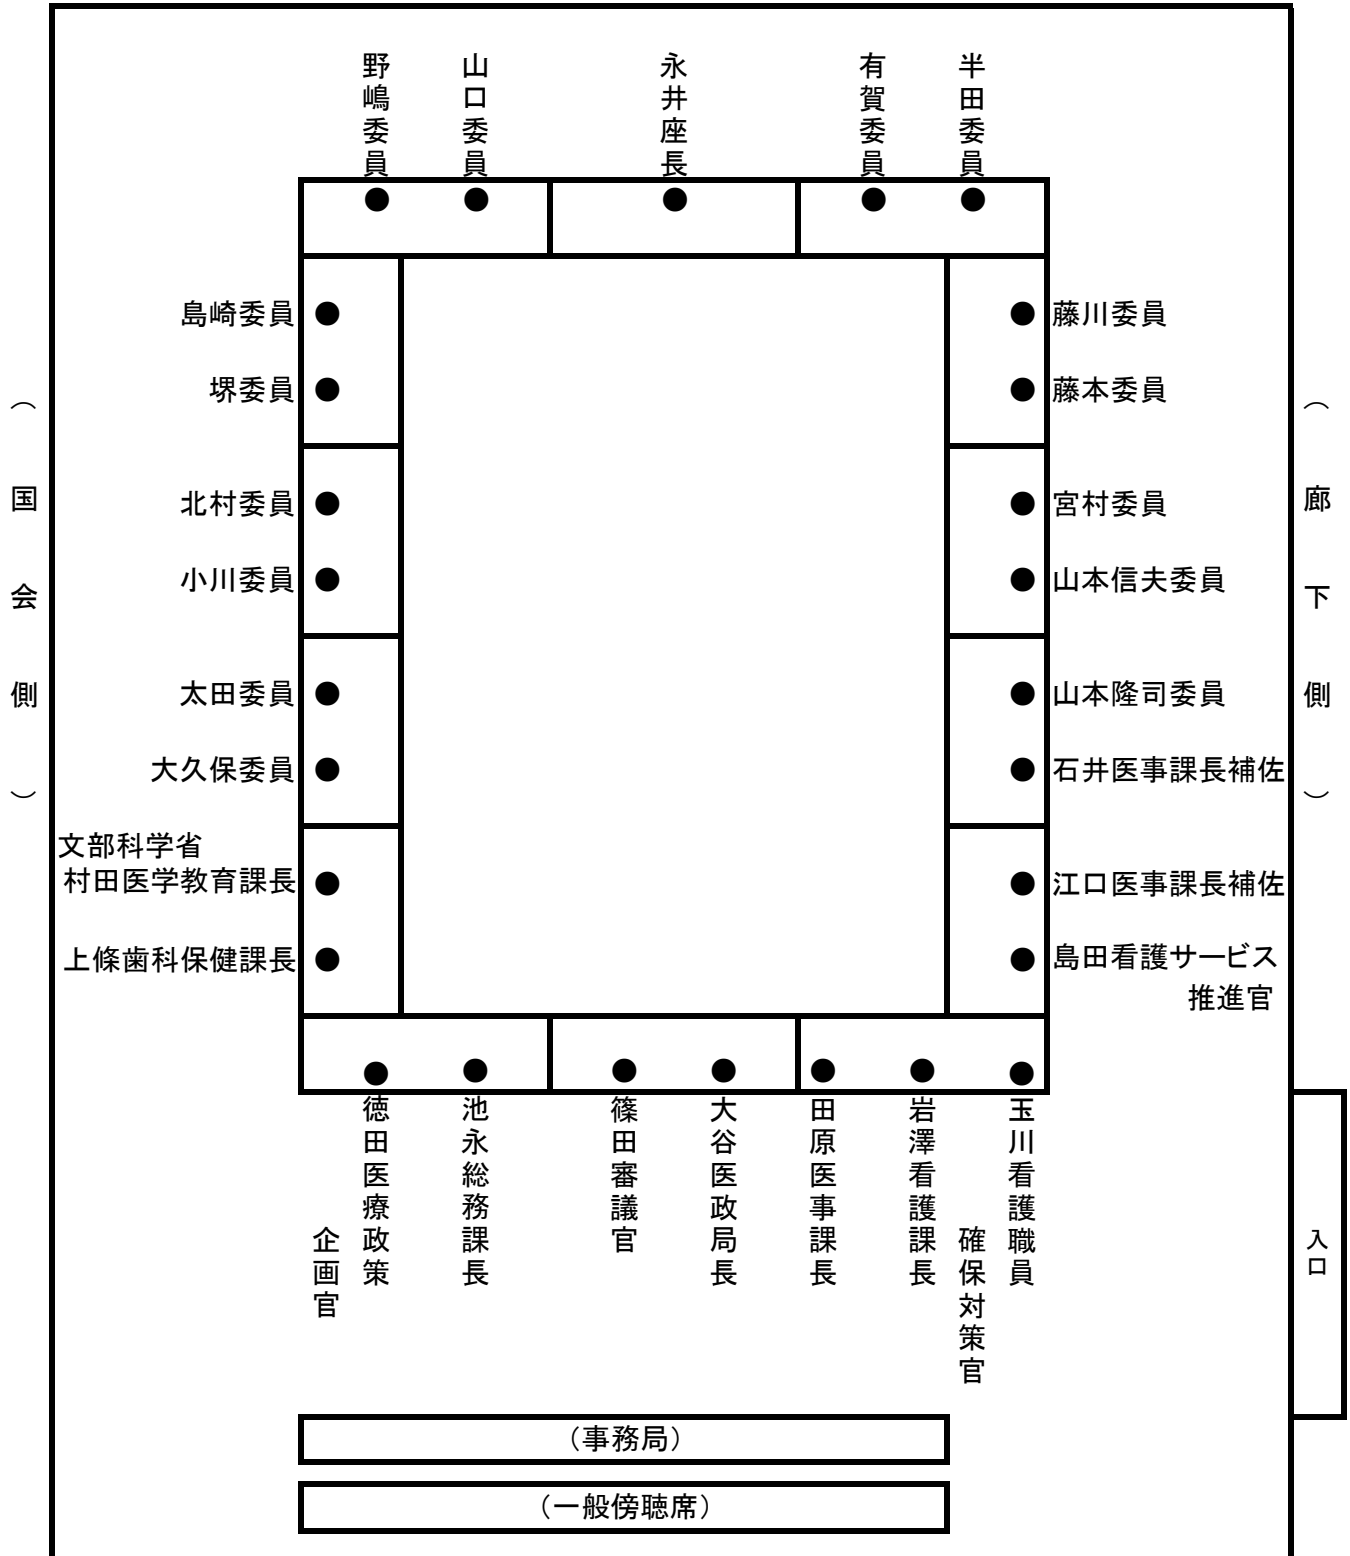 野嶋委員
山口委員
永井座長
有賀委員
半田委員
島崎委員
堺委員
北村委員
小川委員
太田委員
大久保委員
文部科学省
村田医学教育課長
上條歯科保健課長
藤川委員
藤本委員
宮村委員
山本信夫委員
山本隆司委員
石井医事課長補佐
江口医事課長補佐
島田看護サービス
推進官
（国会側）
（廊下側）
徳田医療政策
企画官
池永総務課長
篠田審議官
大谷医政局長
田原医事課長
岩澤看護課長
玉川看護職員
確保対策官
入口
（事務局）
（一般傍聴席）